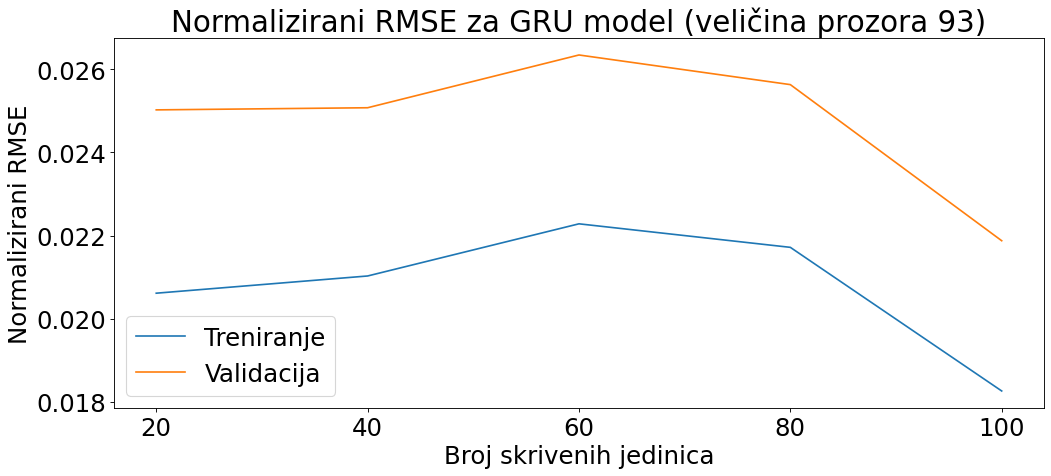 Normalizirani RMSE za GRU model (veličina prozora 93)
Normalizirani RMSE
0.026
0.024
0.022
0.020
0.018
Treniranje
Validacija
20
40
60
80
100
Broj skrivenih jedinica